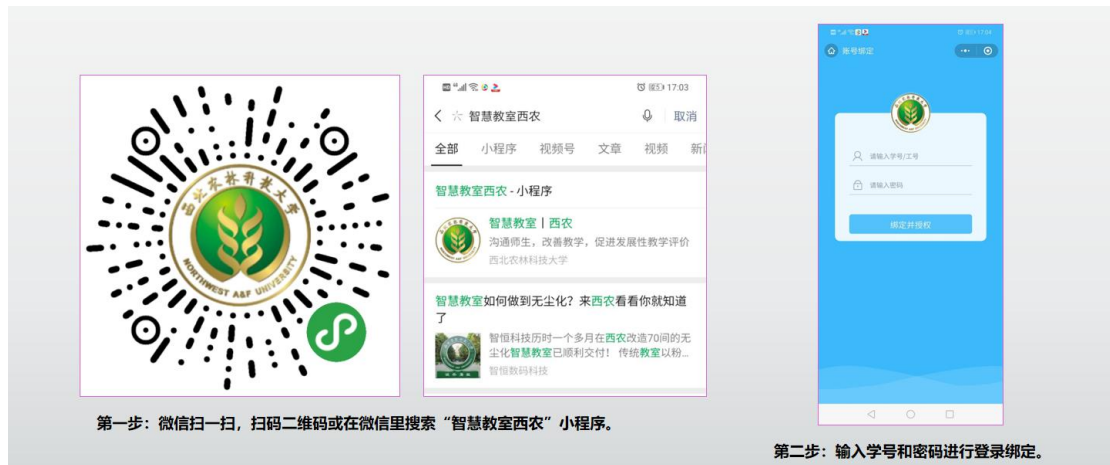 西北农林科技大学
NORTHWEST A&F UNIVERSITY
17:03
智慧教室西农
取消
全部 小程序 视频号 文章 视频 新闻
智慧教室西农 - 小程序
智慧教室丨西农
沟通师生，改善教学，促进发展性教学评价
西北农林科技大学
智慧教室如何做到无尘化？来西农看看你就知道
了
智恒科技历时一个多月在西农改造70间的无
尘化智慧教室已顺利交付！ 传统教室以粉...
智恒数码科技
第一步：微信扫一扫，扫码二维码或在微信里搜索“智慧教室西农”小程序。
17:04
账号绑定
请输入学号/工号
请输入密码
绑定并授权
第二步：输入学号和密码进行登录绑定。